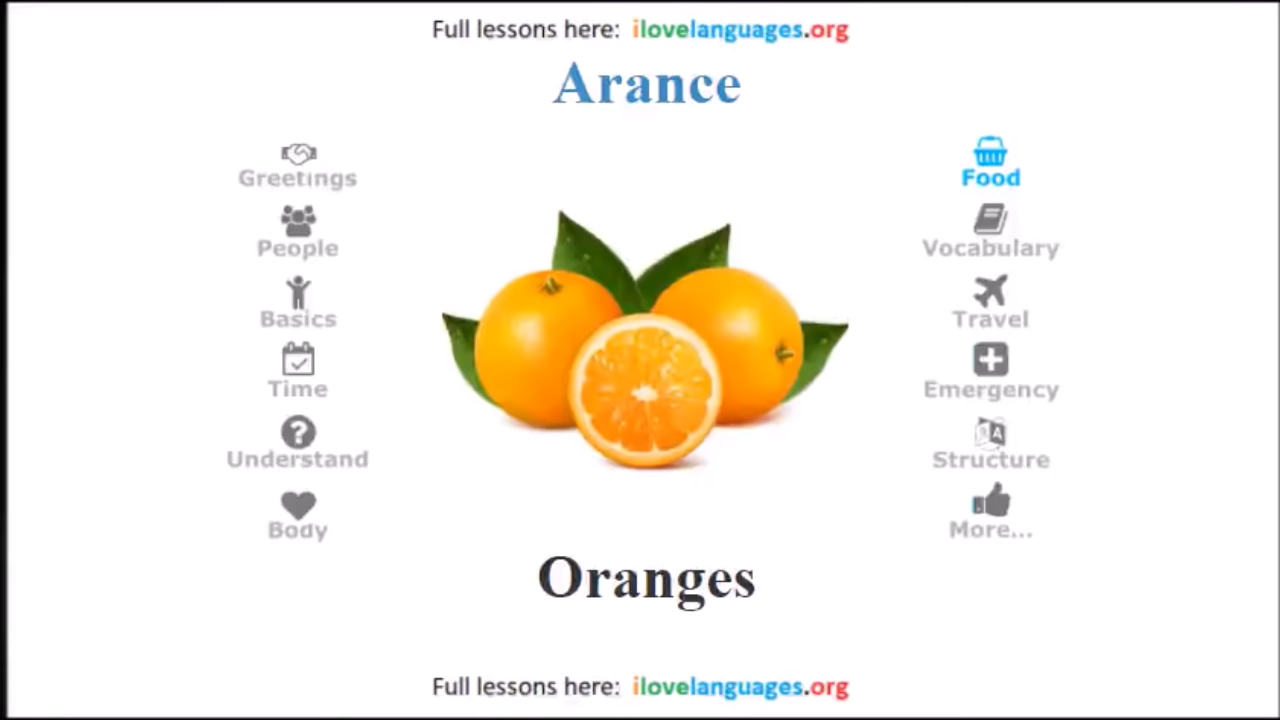 Full lessons here: ilovelanguages.org
Arance
Greetings
People
Basics
Time
Understand
Body
Food
Vocabulary
Travel
Emergency
Structure
More...
Oranges
Full lessons here: ilovelanguages.org